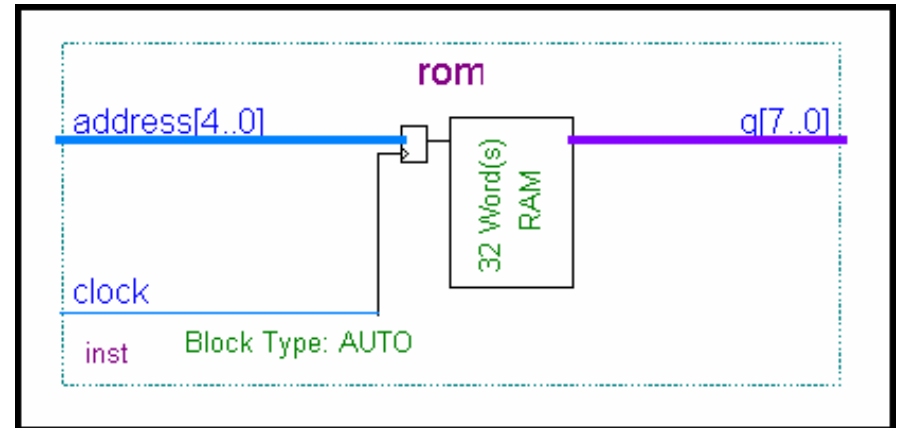 rom
address[4..0]
q[7..0]
32 Word(s)
RAM
clock
inst
Block Type: AUTO